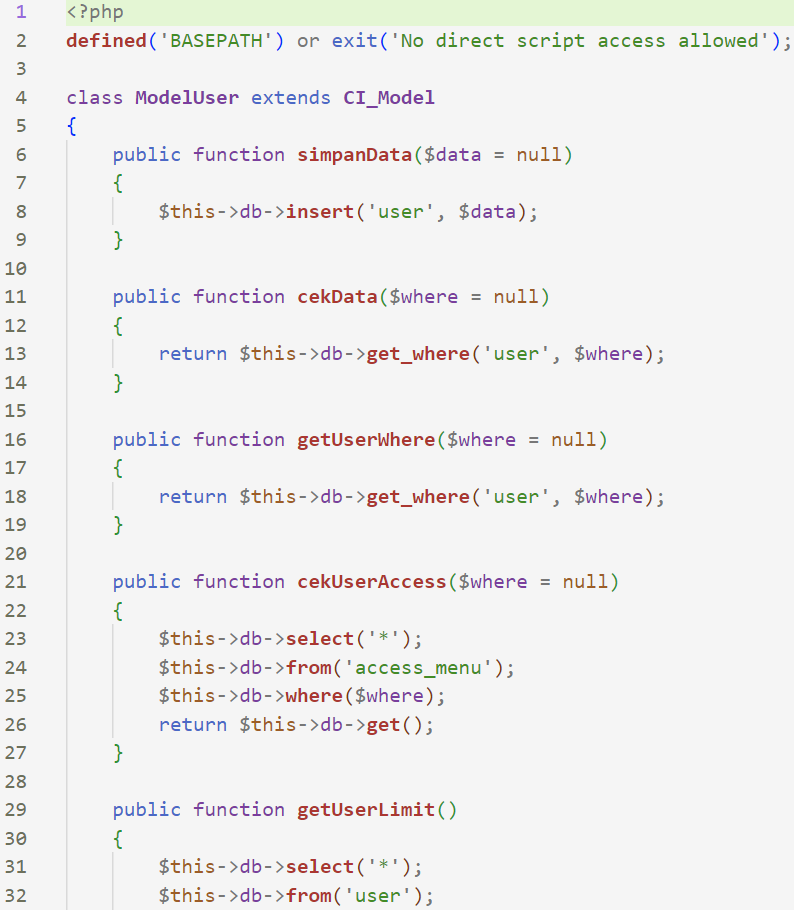 1 <?php
2 defined('BASEPATH') or exit('No direct script access allowed');
3
4 class ModelUser extends CI_Model
5 {
6     public function simpanData($data = null)
7     {
8         $this->db->insert('user', $data);
9     }
10
11     public function cekData($where = null)
12     {
13         return $this->db->get_where('user', $where);
14     }
15
16     public function getUserWhere($where = null)
17     {
18         return $this->db->get_where('user', $where);
19     }
20
21     public function cekUserAccess($where = null)
22     {
23         $this->db->select('*');
24         $this->db->from('access_menu');
25         $this->db->where($where);
26         return $this->db->get();
27     }
28
29     public function getUserLimit()
30     {
31         $this->db->select('*');
32         $this->db->from('user');